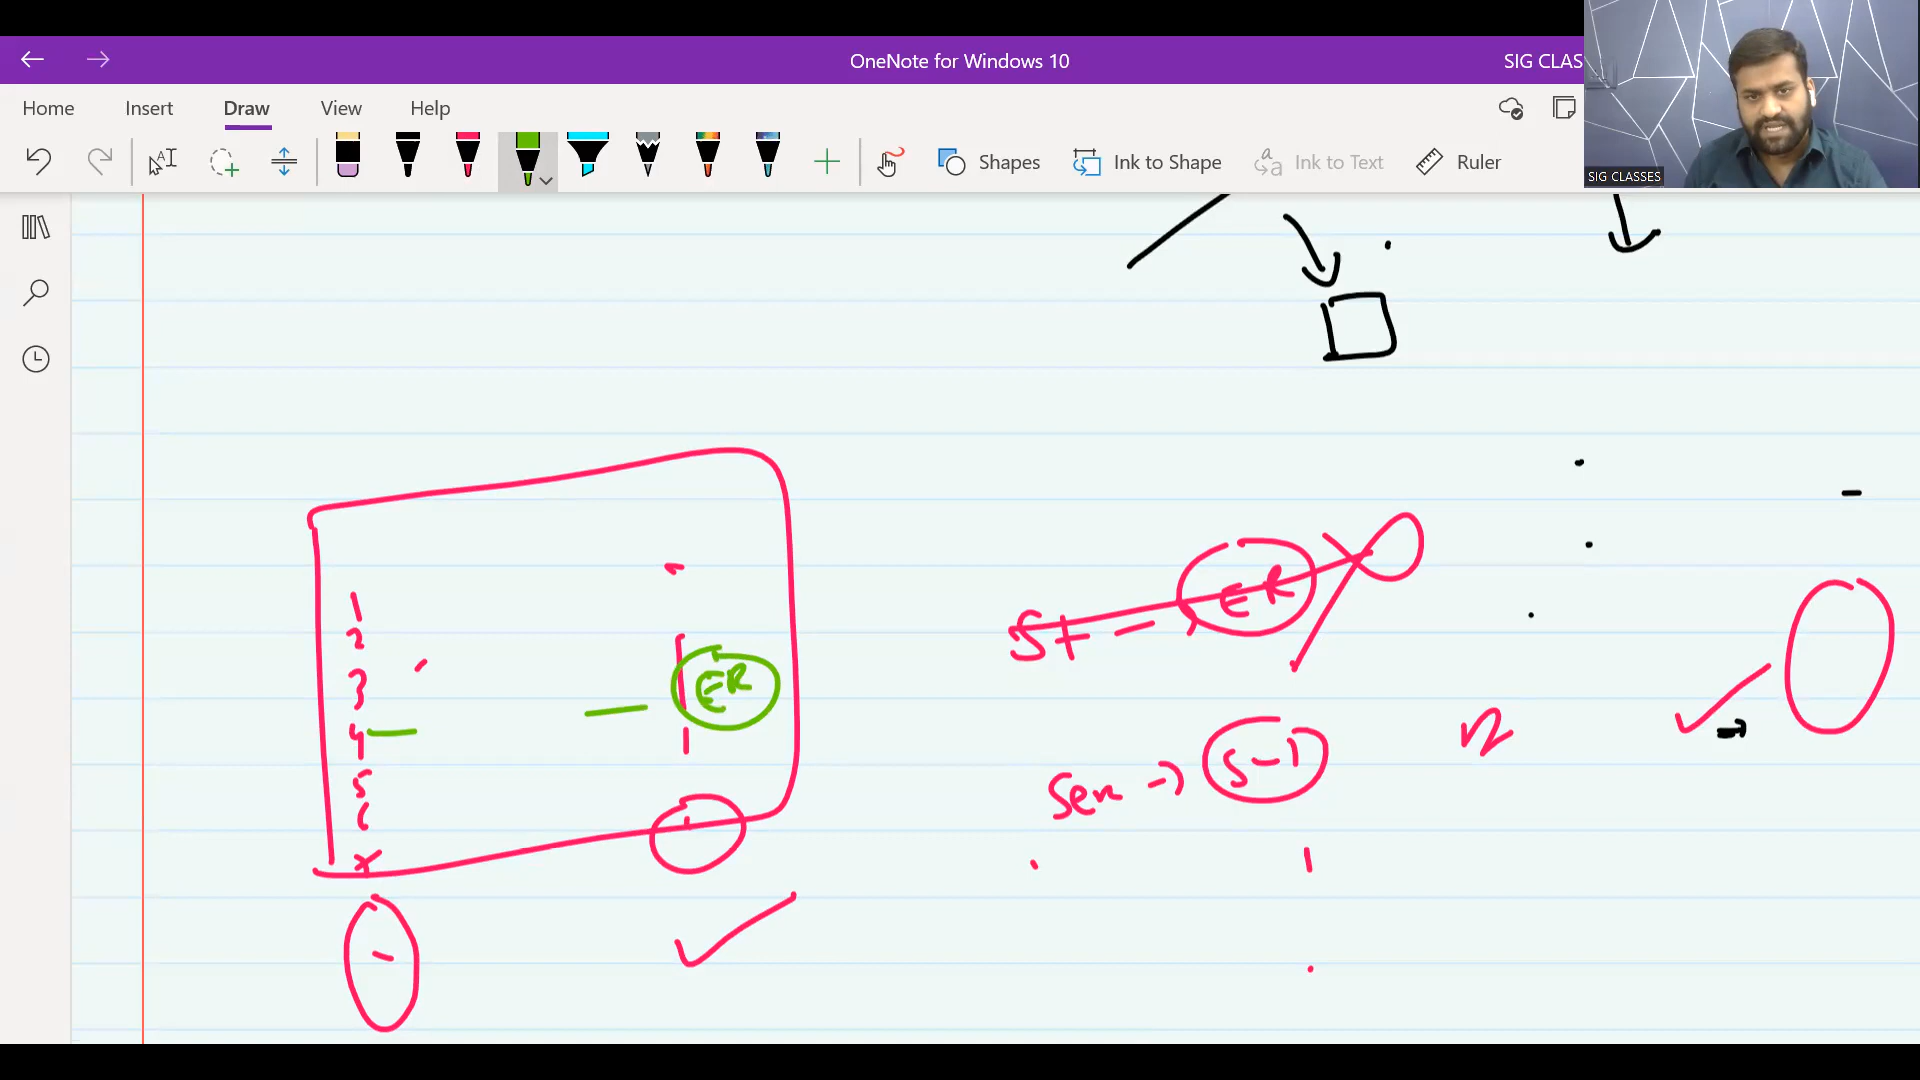 OneNote for Windows 10
SIG CLAS
Home Insert Draw View Help
Shapes Ink to Shape Ink to Text Ruler
SIG CLASSES
1
2
3
4
5
6
ER
St → ER
Sen → S-1